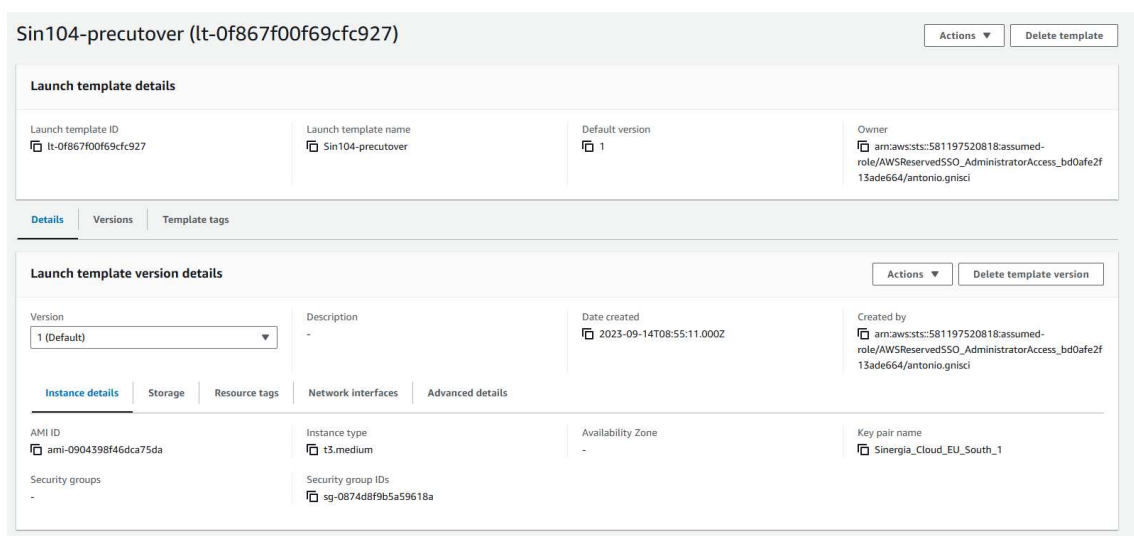 Sin104-precutover (lt-0f867f00f69cfc927)
Actions
Delete template
Launch template details
Launch template ID
lt-0f867f00f69cfc927
Launch template name
Sin104-precutover
Default version
1
Owner
arn:aws:sts::581197520818:assumed-
role/AWSReservedSSO_AdministratorAccess_bd0afe2f
13ade664/antonio.gnisci
Details
Versions
Template tags
Launch template version details
Actions
Delete template version
Version
1 (Default)
Description
-
Date created
2023-09-14T08:55:11.000Z
Created by
arn:aws:sts::581197520818:assumed-
role/AWSReservedSSO_AdministratorAccess_bd0afe2f
13ade664/antonio.gnisci
Instance details
Storage
Resource tags
Network interfaces
Advanced details
AMI ID
ami-0904398f46dca75da
Instance type
t3.medium
Availability Zone
-
Key pair name
Sinergia_Cloud_EU_South_1
Security groups
-
Security group IDs
sg-0874d8f9b5a59618a